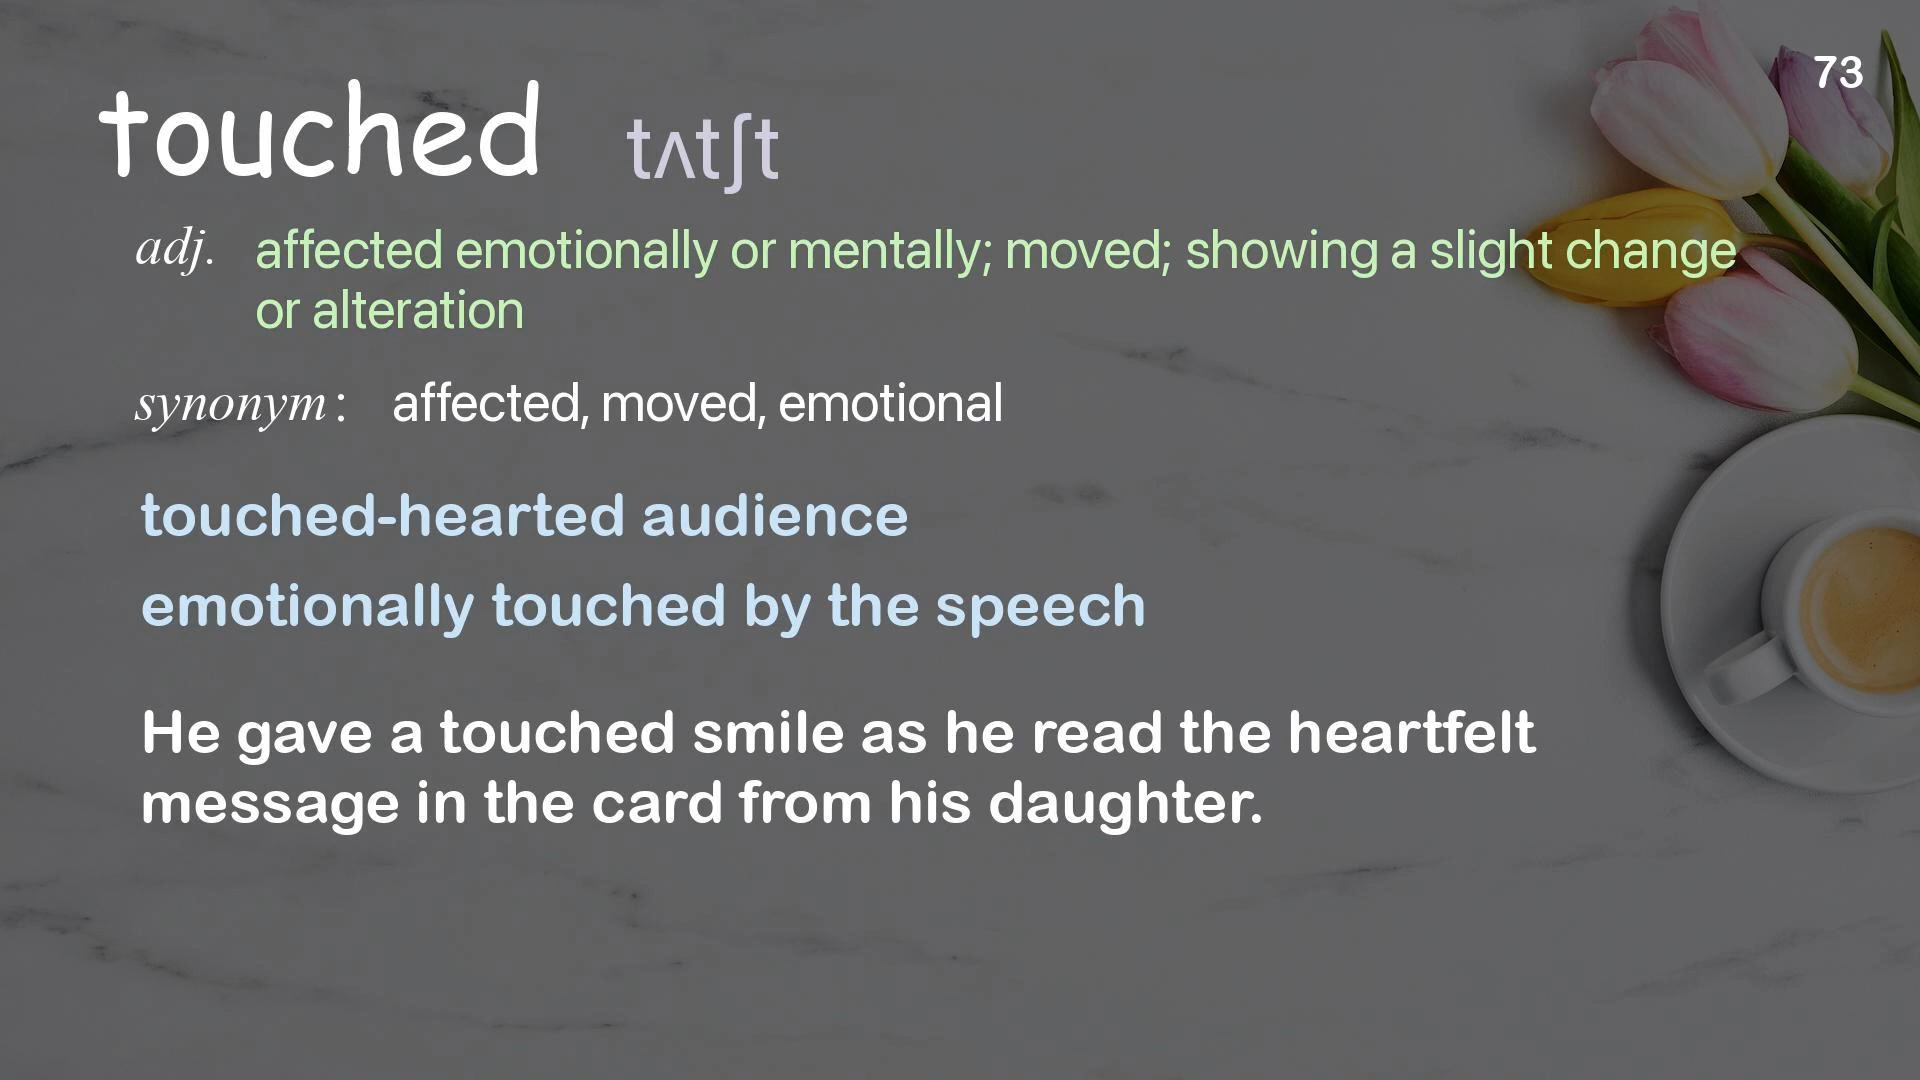 73
touched tʌtʃt
adj. affected emotionally or mentally; moved; showing a slight change
or alteration
synonym: affected, moved, emotional
touched-hearted audience
emotionally touched by the speech
He gave a touched smile as he read the heartfelt
message in the card from his daughter.